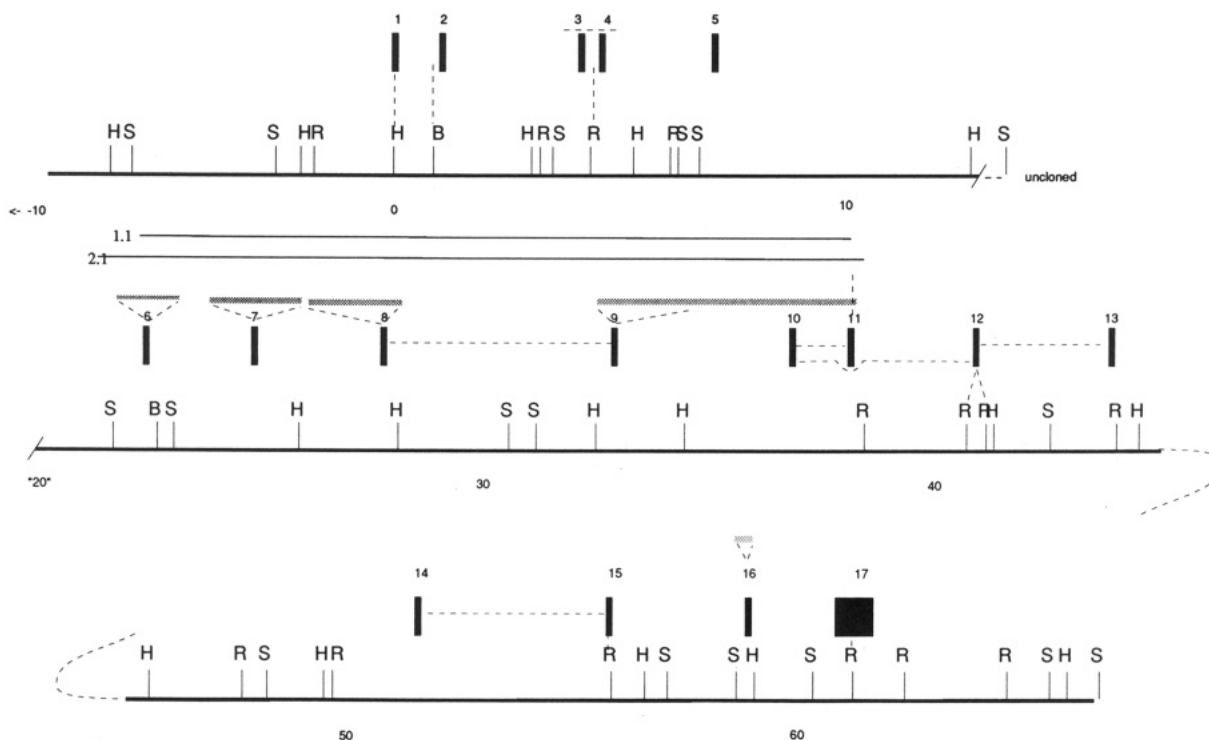 1 2 3 4 5
H S S H R H B H R S R H R S S H S
uncloned
<- -10 0 10
1.1
2.1
6 7 8 9 10 11 12 13
S B S H H S S H H R R R H S R H
"20" 30 40
14 15 16 17
H R S H R R H S S H S R R R S H S
50 60